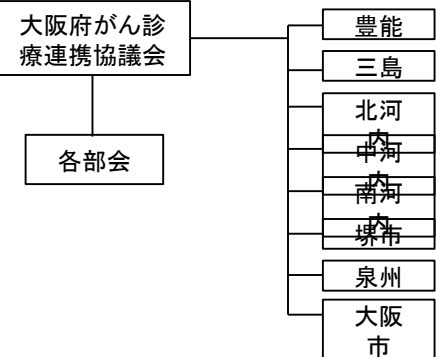 大阪府がん診
療連携協議会
各部会
豊能
三島
北河
内
中河
内
南河
内
堺市
泉州
大阪
市